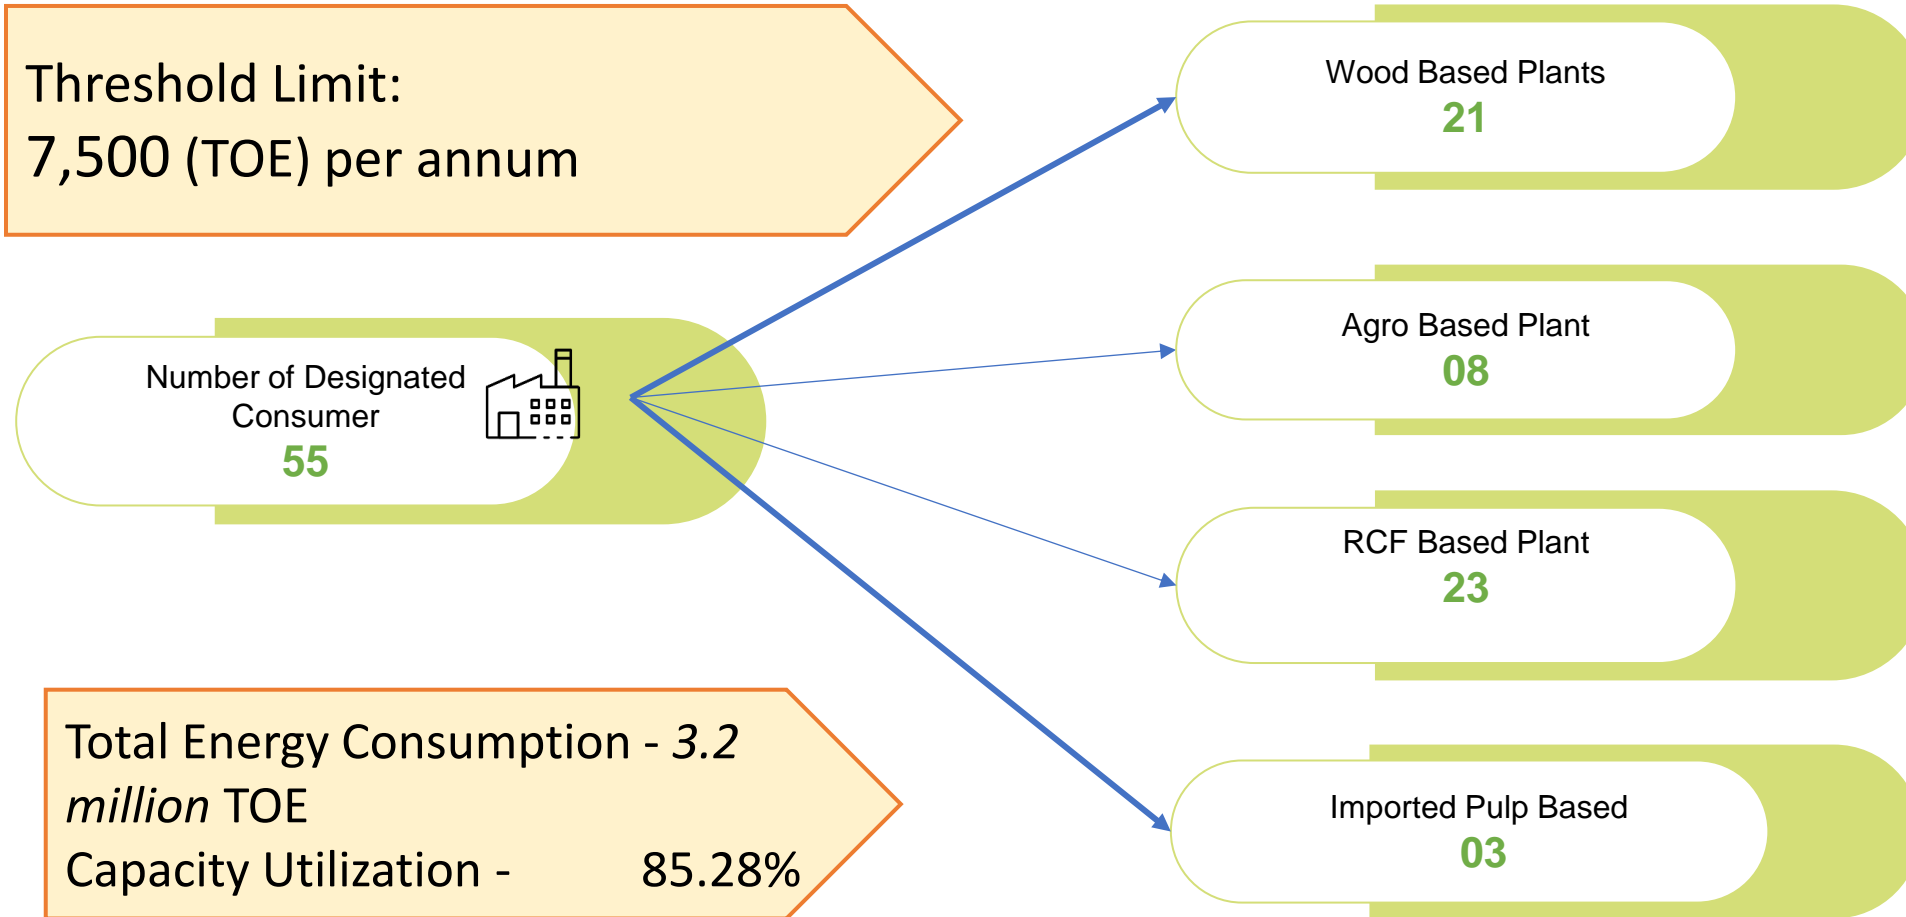 Threshold Limit:
7,500 (TOE) per annum
Number of Designated
Consumer
55
Total Energy Consumption - 3.2
million TOE
Capacity Utilization - 85.28%
Wood Based Plants
21
Agro Based Plant
08
RCF Based Plant
23
Imported Pulp Based
03